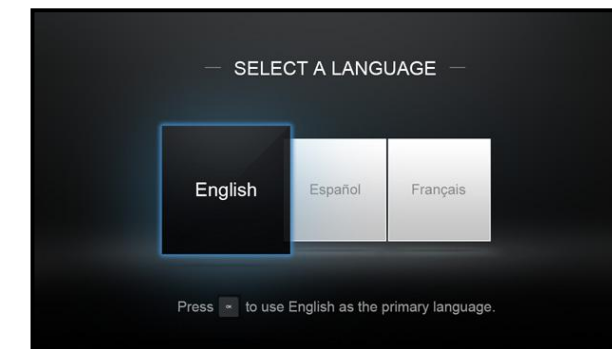 — SELECT A LANGUAGE —
English Español Français
Press to use English as the primary language.